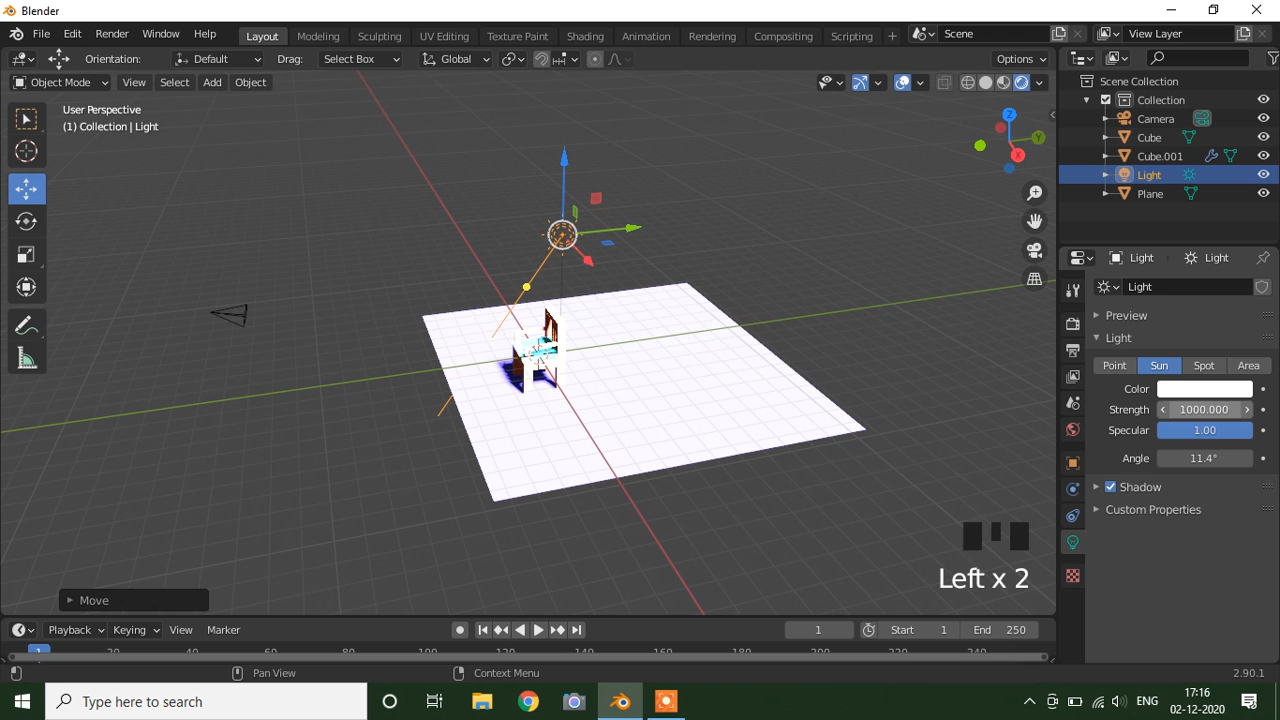 Blender
File Edit Render Window Help Layout Modeling Sculpting UV Editing Texture Paint Shading Animation Rendering Compositing Scripting + Scene View Layer
Orientation: Default Drag: Select Box Global Options
Object Mode View Select Add Object
User Perspective
(1) Collection | Light
Z
Y
X
Scene Collection
Collection
Camera
Cube
Cube.001
Light
Plane
Light Light
Light
Preview
Light
Point Sun Spot Area
Color
Strength 1000.000
Specular 1.00
Angle 11.4°
Shadow
Custom Properties
Left x 2
Move
Playback Keying View Marker 1 Start 1 End 250
1 20 40 60 80 100 120 140 160 180 200 220 240
Pan View Context Menu 2.90.1
Type here to search
ENG
17:16
02-12-2020